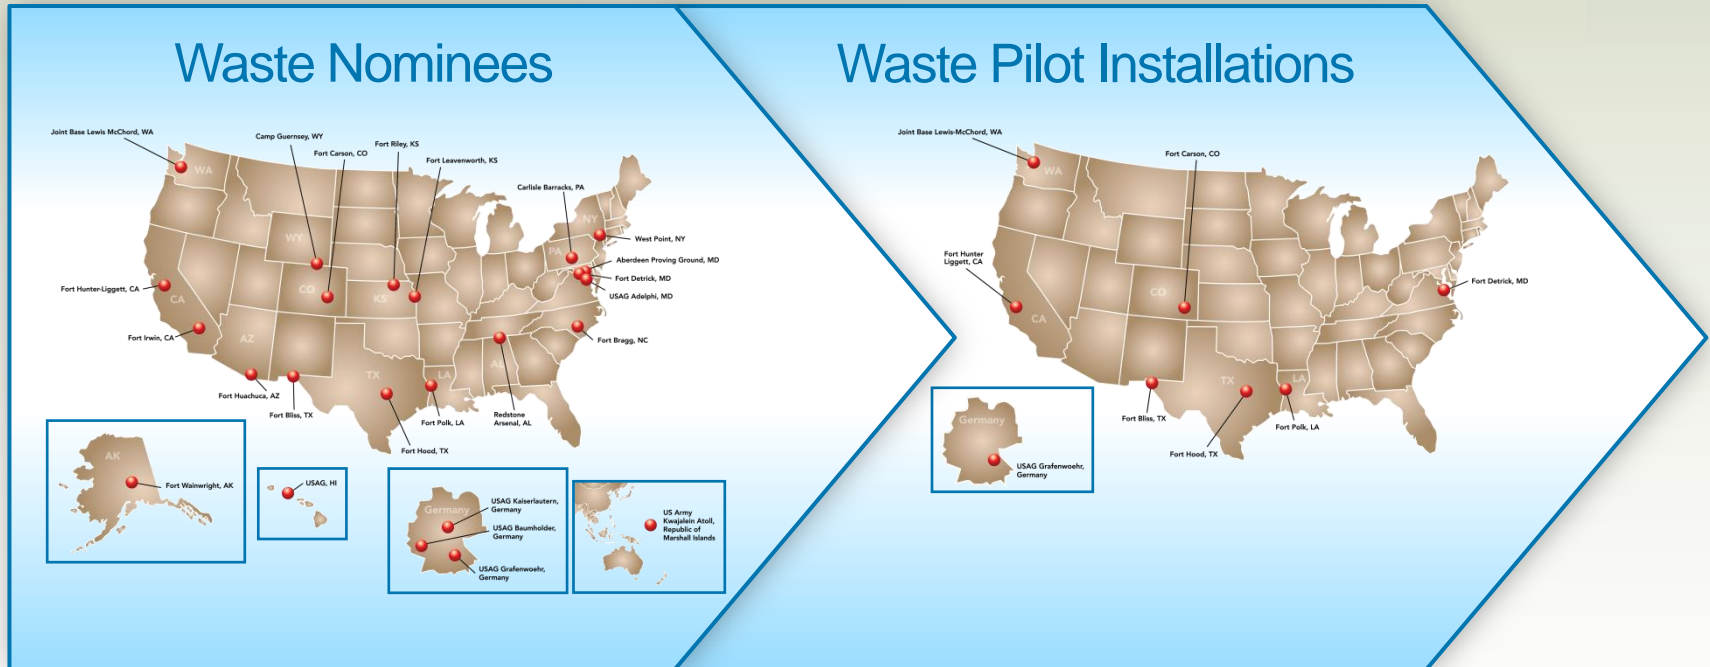 Waste Nominees
Joint Base Lewis McChord, WA
Camp Guernsey, WY
Fort Carson, CO
Fort Riley, KS
Fort Leavenworth, KS
Carlisle Barracks, PA
West Point, NY
Aberdeen Proving Ground, MD
Fort Detrick, MD
USAG Adelphi, MD
Fort Bragg, NC
Fort Hunter-Liggett, CA
Fort Irwin, CA
Fort Huachuca, AZ
Fort Bliss, TX
Fort Hood, TX
Fort Polk, LA
Redstone
Arsenal, AL
WA
WY
CO
KS
CA
AZ
TX
LA
AL
PA
NY
AK
Fort Wainwright, AK
USAG, HI
Germany
USAG Kaiserlautern,
Germany
USAG Baumholder,
Germany
USAG Grafenwoehr,
Germany
US Army
Kwajalein Atoll,
Republic of
Marshall Islands
Waste Pilot Installations
Joint Base Lewis-McChord, WA
Fort Carson, CO
Fort Hunter
Liggett, CA
Fort Detrick, MD
Fort Bliss, TX
Fort Hood, TX
Fort Polk, LA
WA
CO
CA
TX
LA
Germany
USAG Grafenwoehr,
Germany